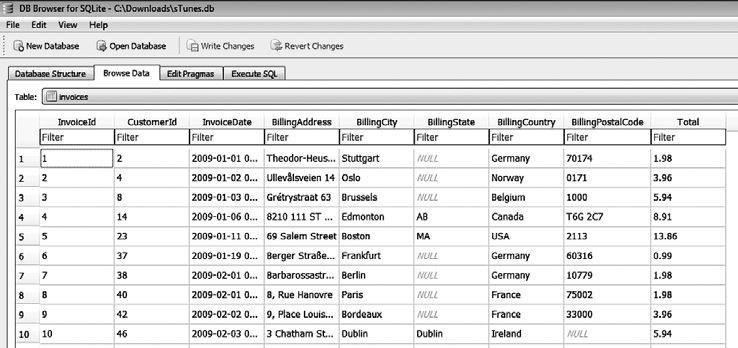 DB Browser for SQLite - C:\Downloads\sTunes.db
File Edit View Help
New Database Open Database Write Changes Revert Changes
Database Structure Browse Data Edit Pragmas Execute SQL
Table: invoices
InvoiceId CustomerId InvoiceDate BillingAddress BillingCity BillingState BillingCountry BillingPostalCode Total
Filter Filter Filter Filter Filter Filter Filter Filter Filter
1 1 2 2009-01-01 0... Theodor-Heus... Stuttgart NULL Germany 70174 1.98
2 2 4 2009-01-02 0... Ullevålsveien 14 Oslo NULL Norway 0171 3.96
3 3 8 2009-01-03 0... Grétrystraat 63 Brussels NULL Belgium 1000 5.94
4 4 14 2009-01-06 0... 8210 111 ST ... Edmonton AB Canada T6G 2C7 8.91
5 5 23 2009-01-11 0... 69 Salem Street Boston MA USA 2113 13.86
6 6 37 2009-01-19 0... Berger Straße... Frankfurt NULL Germany 60316 0.99
7 7 38 2009-02-01 0... Barbarossastr... Berlin NULL Germany 10779 1.98
8 8 40 2009-02-01 0... 8, Rue Hanovre Paris NULL France 75002 1.98
9 9 42 2009-02-02 0... 9, Place Louis... Bordeaux NULL France 33000 3.96
10 10 46 2009-02-03 0... 3 Chatham St... Dublin Dublin Ireland NULL 5.94